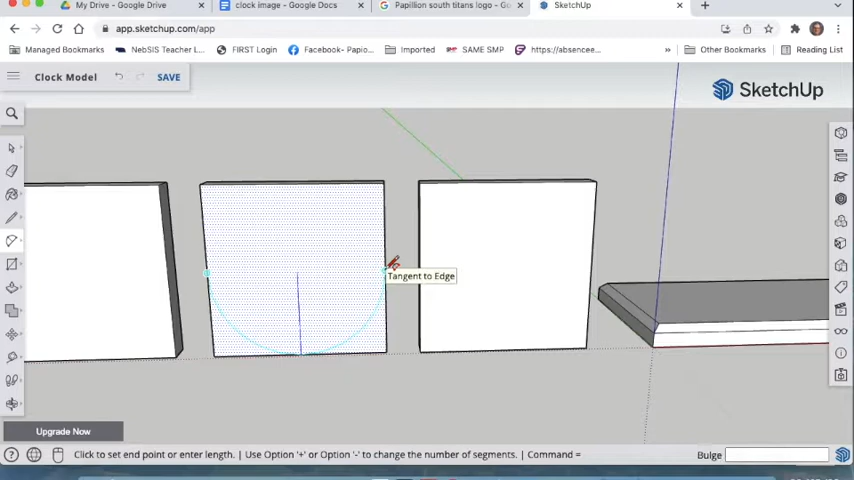 My Drive - Google Drive
clock image - Google Docs
Papillion south titans logo - Go
SketchUp
app.sketchup.com/app
Managed Bookmarks
NebSIS Teacher L...
FIRST Login
Facebook- Papio...
Imported
SAME SMP
https://absencee...
»
Other Bookmarks
Reading List
Clock Model
SAVE
SketchUp
Tangent to Edge
Upgrade Now
Click to set end point or enter length. | Use Option '+' or Option '-' to change the number of segments. | Command =
Bulge